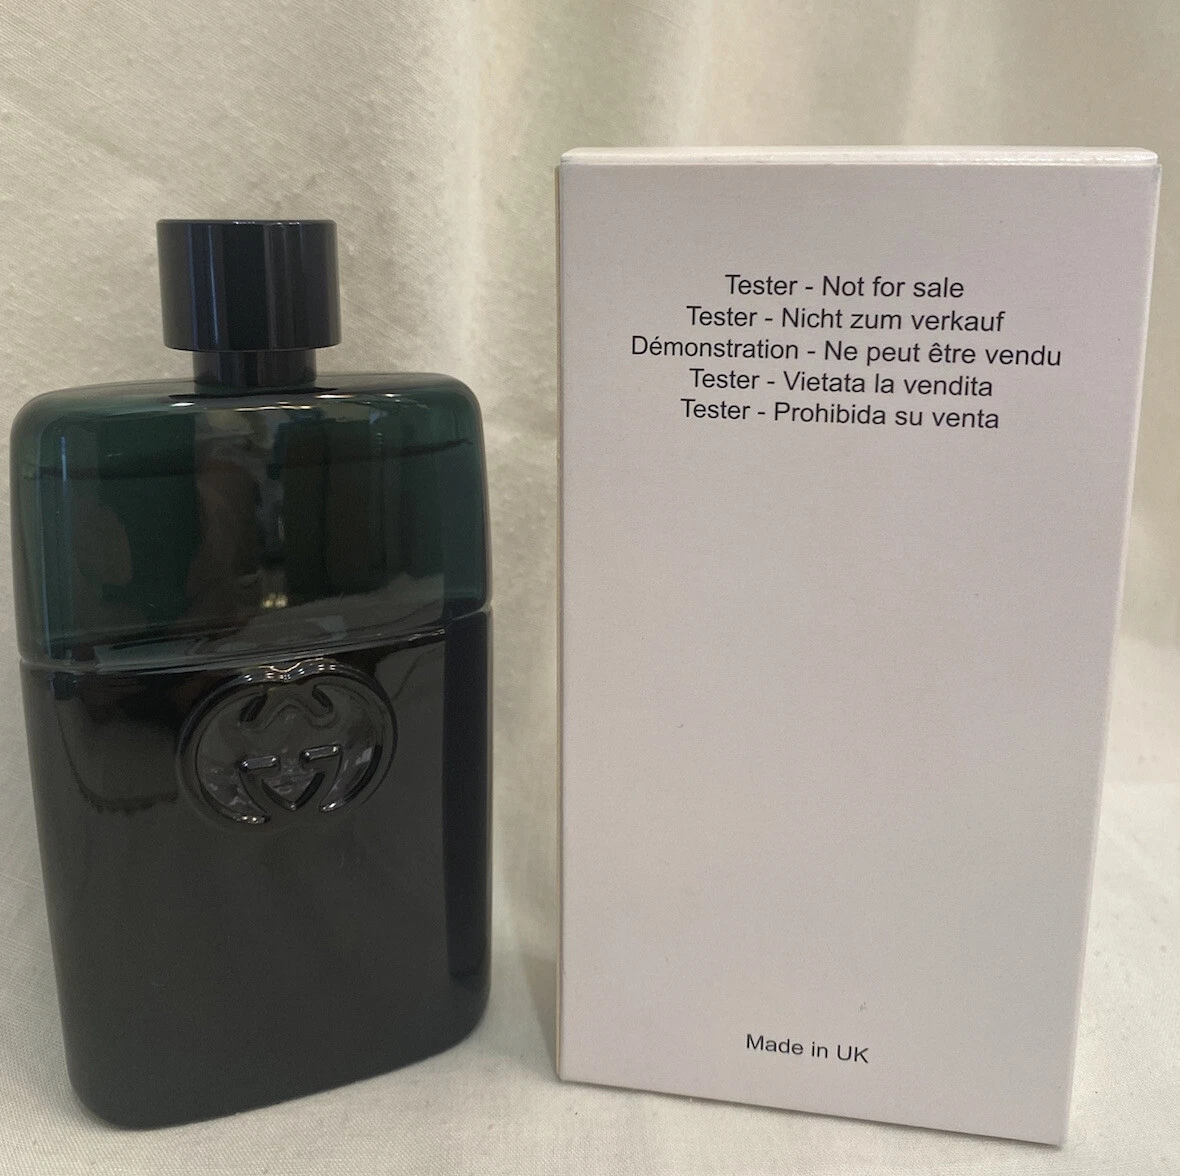 Tester - Not for sale
Tester - Nicht zum verkauf
Démonstration - Ne peut être vendu
Tester - Vietata la vendita
Tester - Prohibida su venta
Made in UK